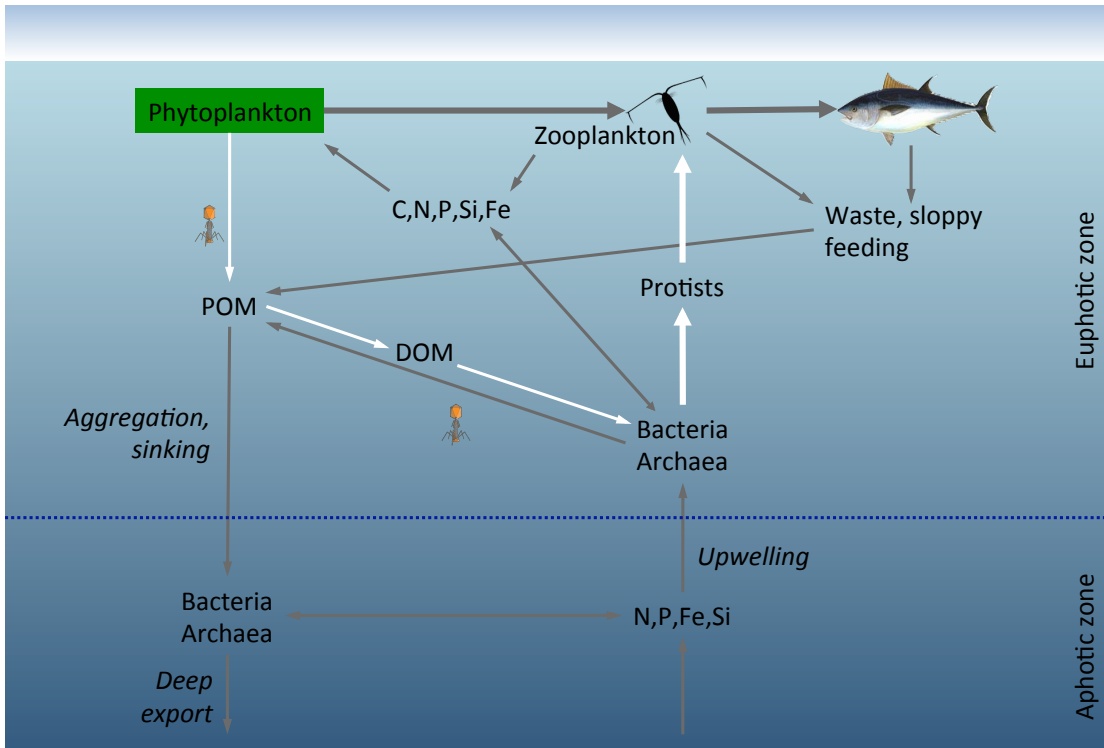 Phytoplankton
Zooplankton
C,N,P,Si,Fe
Waste, sloppy
feeding
Protists
POM
DOM
Aggregation,
sinking
Bacteria
Archaea
Euphotic zone
Upwelling
Bacteria
Archaea
N,P,Fe,Si
Deep
export
Aphotic zone